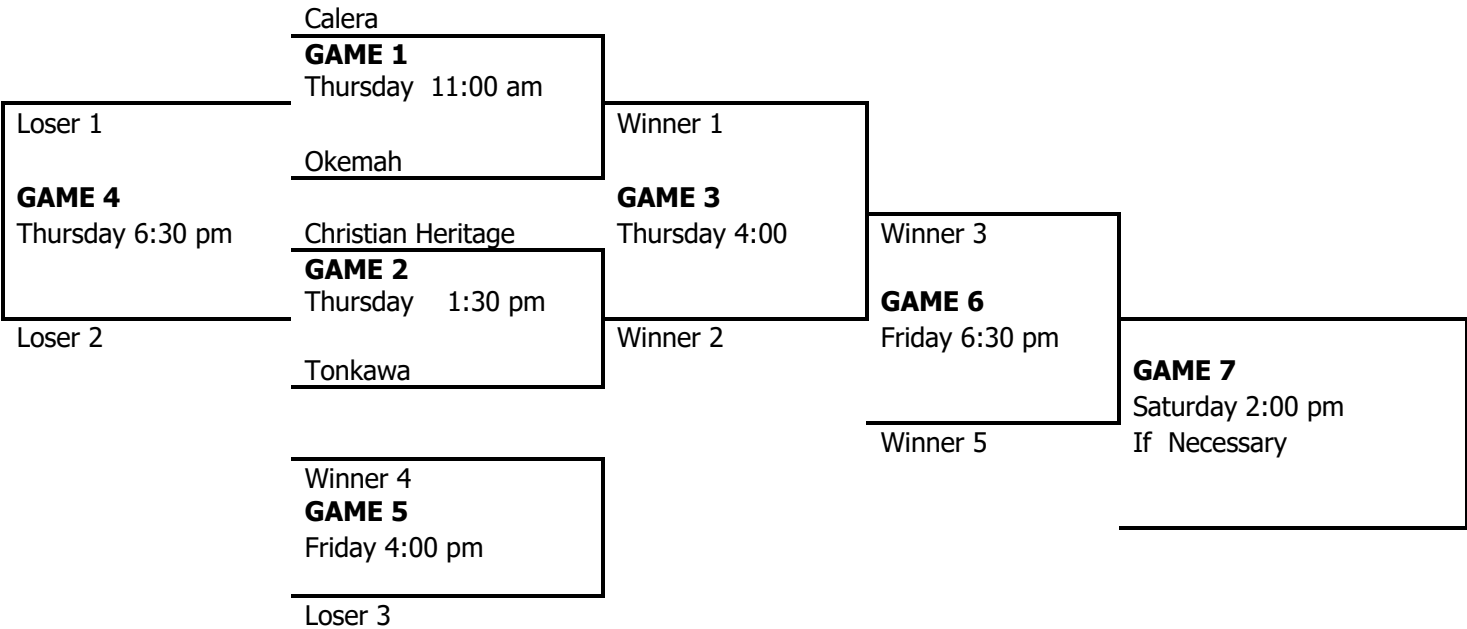 Calera
GAME 1
Thursday 11:00 am
Loser 1
Winner 1
Okemah
GAME 4
GAME 3
Thursday 6:30 pm
Christian Heritage
Thursday 4:00
Winner 3
GAME 2
Thursday 1:30 pm
GAME 6
Loser 2
Winner 2
Friday 6:30 pm
Tonkawa
GAME 7
Saturday 2:00 pm
Winner 5
If Necessary
Winner 4
GAME 5
Friday 4:00 pm
Loser 3